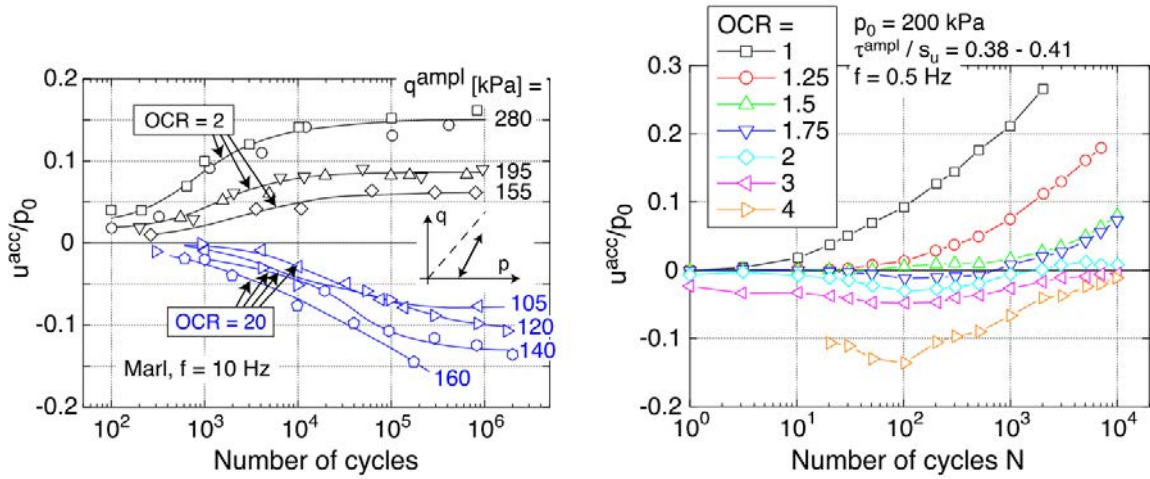 0.2
0.1
0
-0.1
-0.2
u^acc/p_0
q^ampl [kPa] =
OCR = 2
280
195
155
q
p
OCR = 20
105
120
140
160
Marl, f = 10 Hz
10^2 10^3 10^4 10^5 10^6
Number of cycles
OCR =
1
1.25
1.5
1.75
2
3
4
p_0 = 200 kPa
τ^ampl / s_u = 0.38 - 0.41
f = 0.5 Hz
0.3
0.2
0.1
0
-0.1
-0.2
u^acc/p_0
10^0 10^1 10^2 10^3 10^4
Number of cycles N